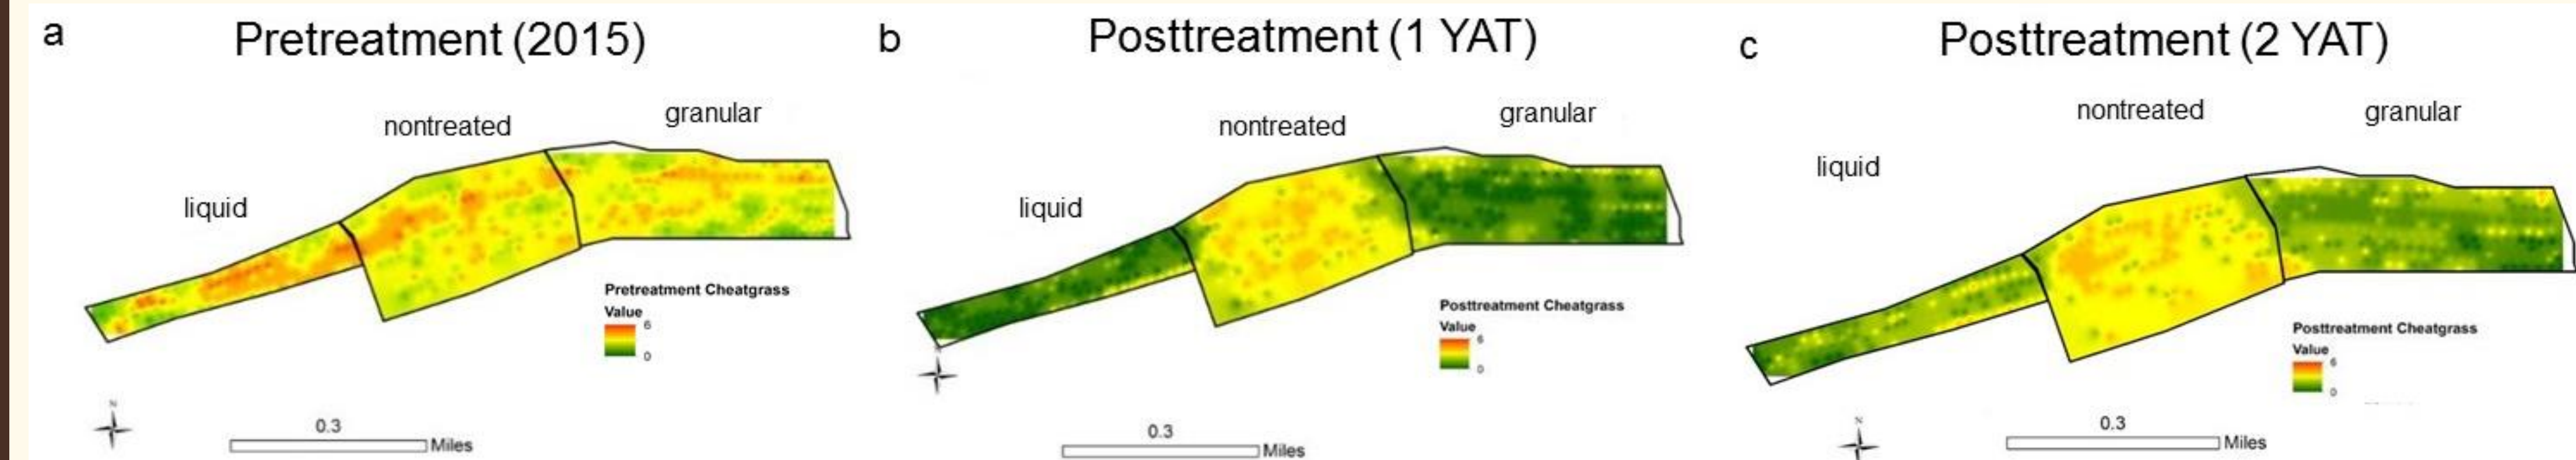 a
Pretreatment (2015)
nontreated
granular
liquid
Pretreatment Cheatgrass
Value
6
0
N
0.3
Miles
b
Posttreatment (1 YAT)
nontreated
granular
liquid
Posttreatment Cheatgrass
Value
6
0
N
0.3
Miles
c
Posttreatment (2 YAT)
nontreated
granular
liquid
Posttreatment Cheatgrass
Value
6
0
N
0.3
Miles